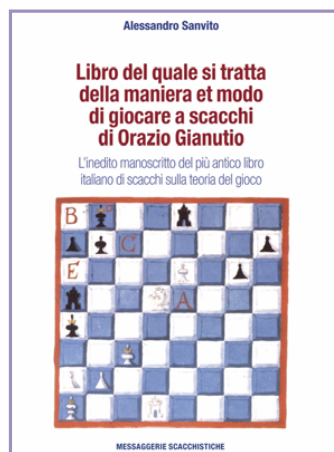 Alessandro Sanvito
Libro del quale si tratta
della maniera et modo
di giocare a scacchi
di Orazio Gianutio
L'inedito manoscritto del più antico libro
italiano di scacchi sulla teoria del gioco
B
C
E
A
MESSAGGERIE SCACCHISTICHE